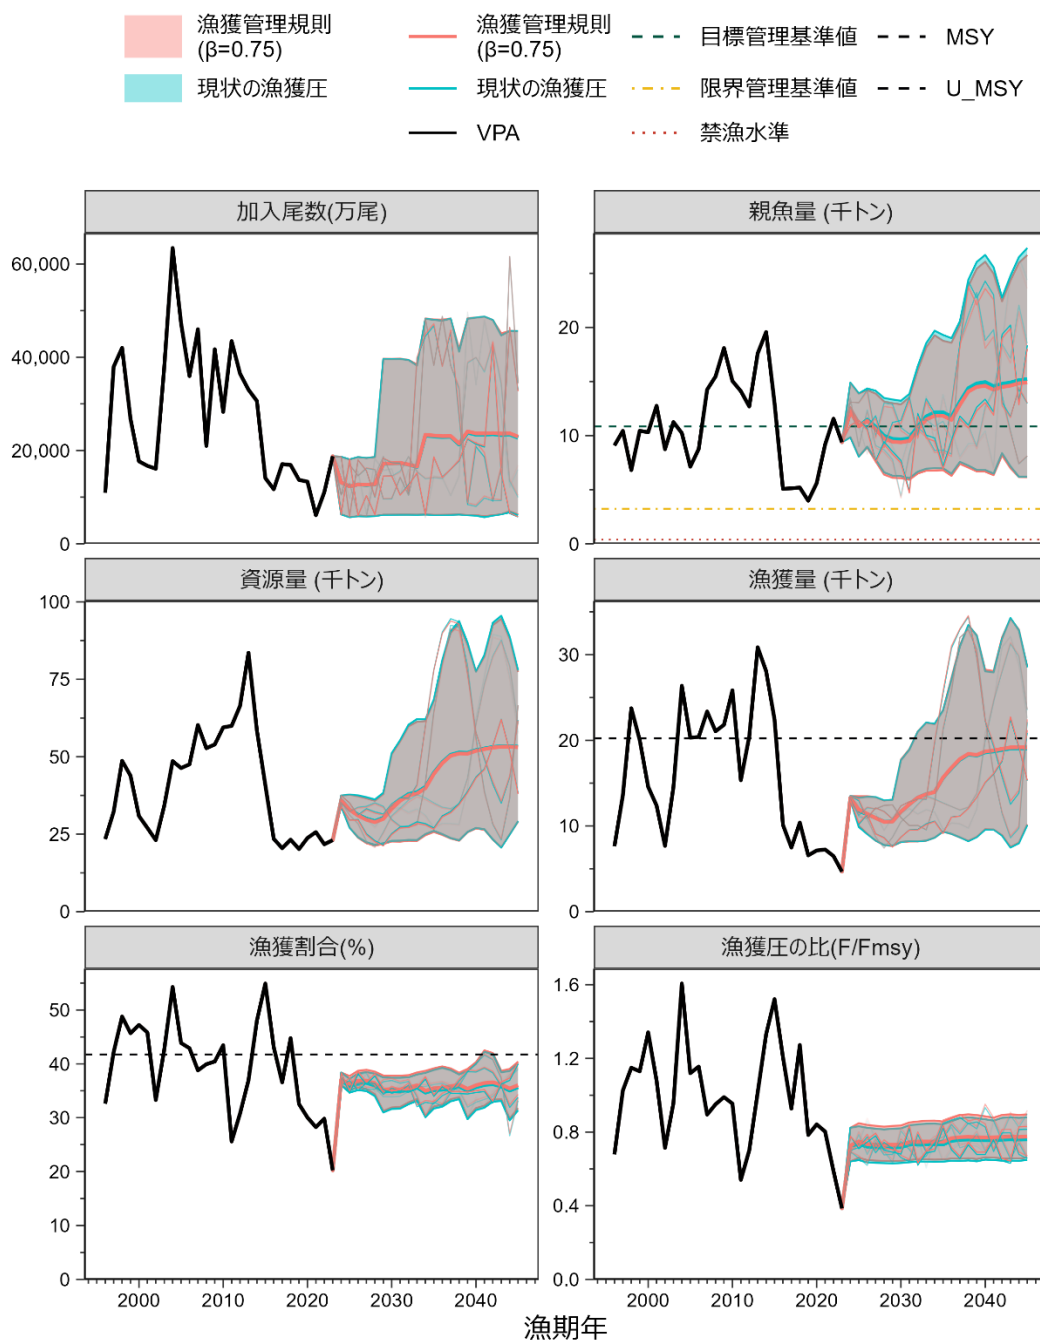 漁獲管理規則
(β=0.75)
漁獲管理規則
(β=0.75)
目標管理基準値
MSY
現状の漁獲圧
現状の漁獲圧
限界管理基準値
U_MSY
VPA
禁漁水準
加入尾数(万尾)
60,000
40,000
20,000
0
親魚量 (千トン)
20
10
0
資源量 (千トン)
100
75
50
25
0
漁獲量 (千トン)
30
20
10
0
漁獲割合(%)
50
40
30
20
10
0
2000
2010
2020
2030
2040
漁獲圧の比(F/Fmsy)
1.6
1.2
0.8
0.4
0.0
2000
2010
2020
2030
2040
漁期年